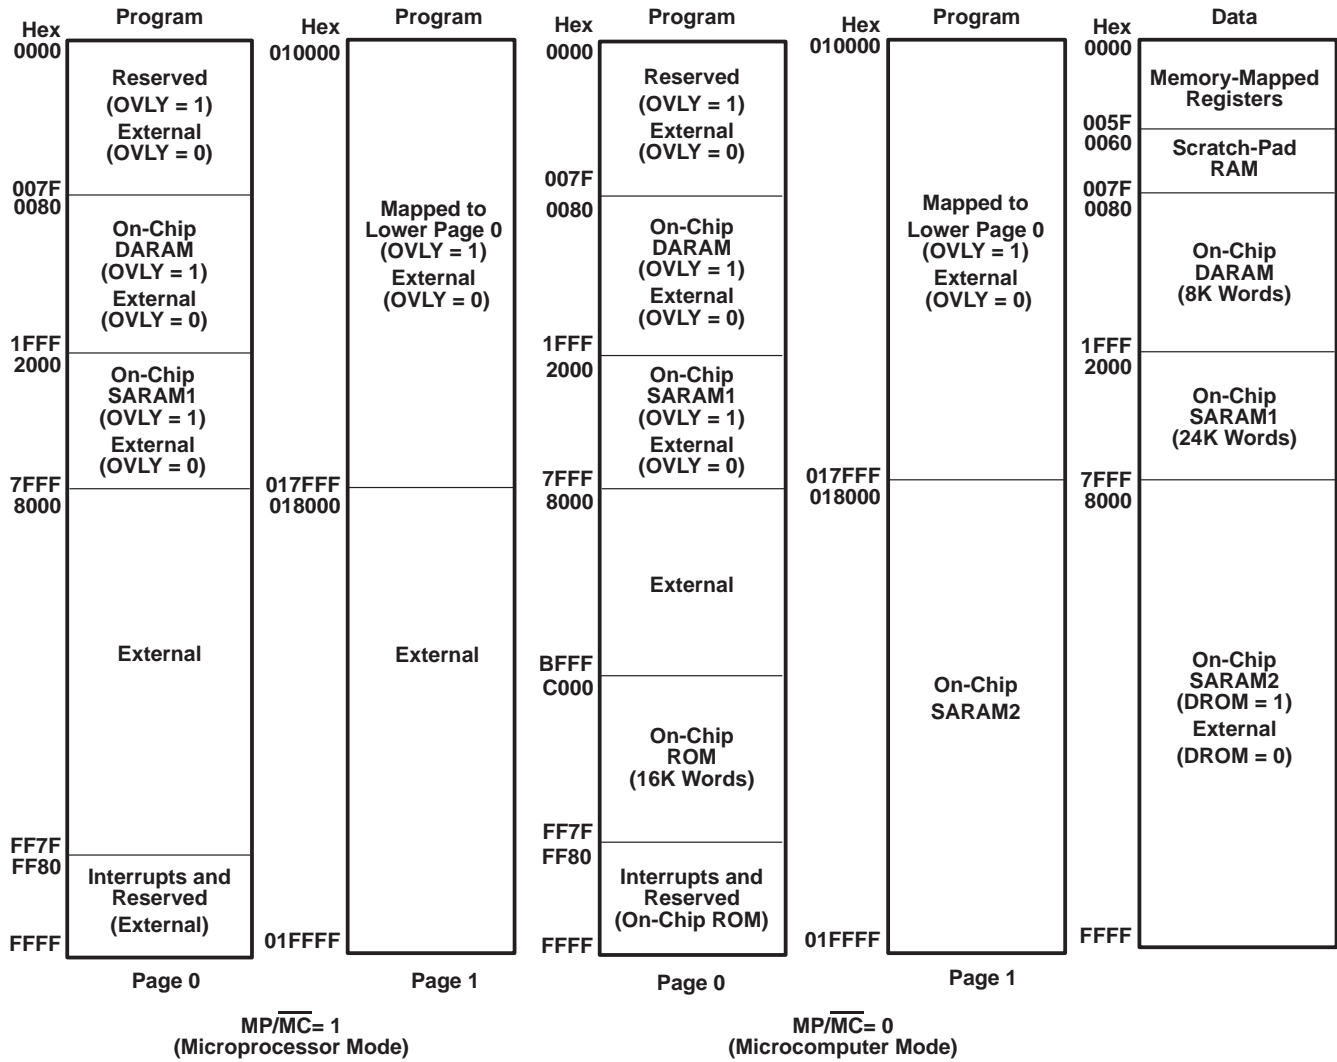 Hex
Program
0000
Reserved
(OVLY = 1)
External
(OVLY = 0)
007F
0080
On-Chip
DARAM
(OVLY = 1)
External
(OVLY = 0)
1FFF
2000
On-Chip
SARAM1
(OVLY = 1)
External
(OVLY = 0)
7FFF
8000
External
FF7F
FF80
Interrupts and
Reserved
(External)
FFFF
Page 0
Hex
Program
010000
Mapped to
Lower Page 0
(OVLY = 1)
External
(OVLY = 0)
017FFF
018000
External
01FFFF
Page 1
MP/MC= 1
(Microprocessor Mode)
Hex
Program
0000
Reserved
(OVLY = 1)
External
(OVLY = 0)
007F
0080
On-Chip
DARAM
(OVLY = 1)
External
(OVLY = 0)
1FFF
2000
On-Chip
SARAM1
(OVLY = 1)
External
(OVLY = 0)
7FFF
8000
External
BFFF
C000
On-Chip
ROM
(16K Words)
FF7F
FF80
Interrupts and
Reserved
(On-Chip ROM)
FFFF
Page 0
Hex
Program
010000
Mapped to
Lower Page 0
(OVLY = 1)
External
(OVLY = 0)
017FFF
018000
On-Chip
SARAM2
01FFFF
Page 1
MP/MC= 0
(Microcomputer Mode)
Hex
Data
0000
Memory-Mapped
Registers
005F
0060
Scratch-Pad
RAM
007F
0080
On-Chip
DARAM
(8K Words)
1FFF
2000
On-Chip
SARAM1
(24K Words)
7FFF
8000
On-Chip
SARAM2
(DROM = 1)
External
(DROM = 0)
FFFF